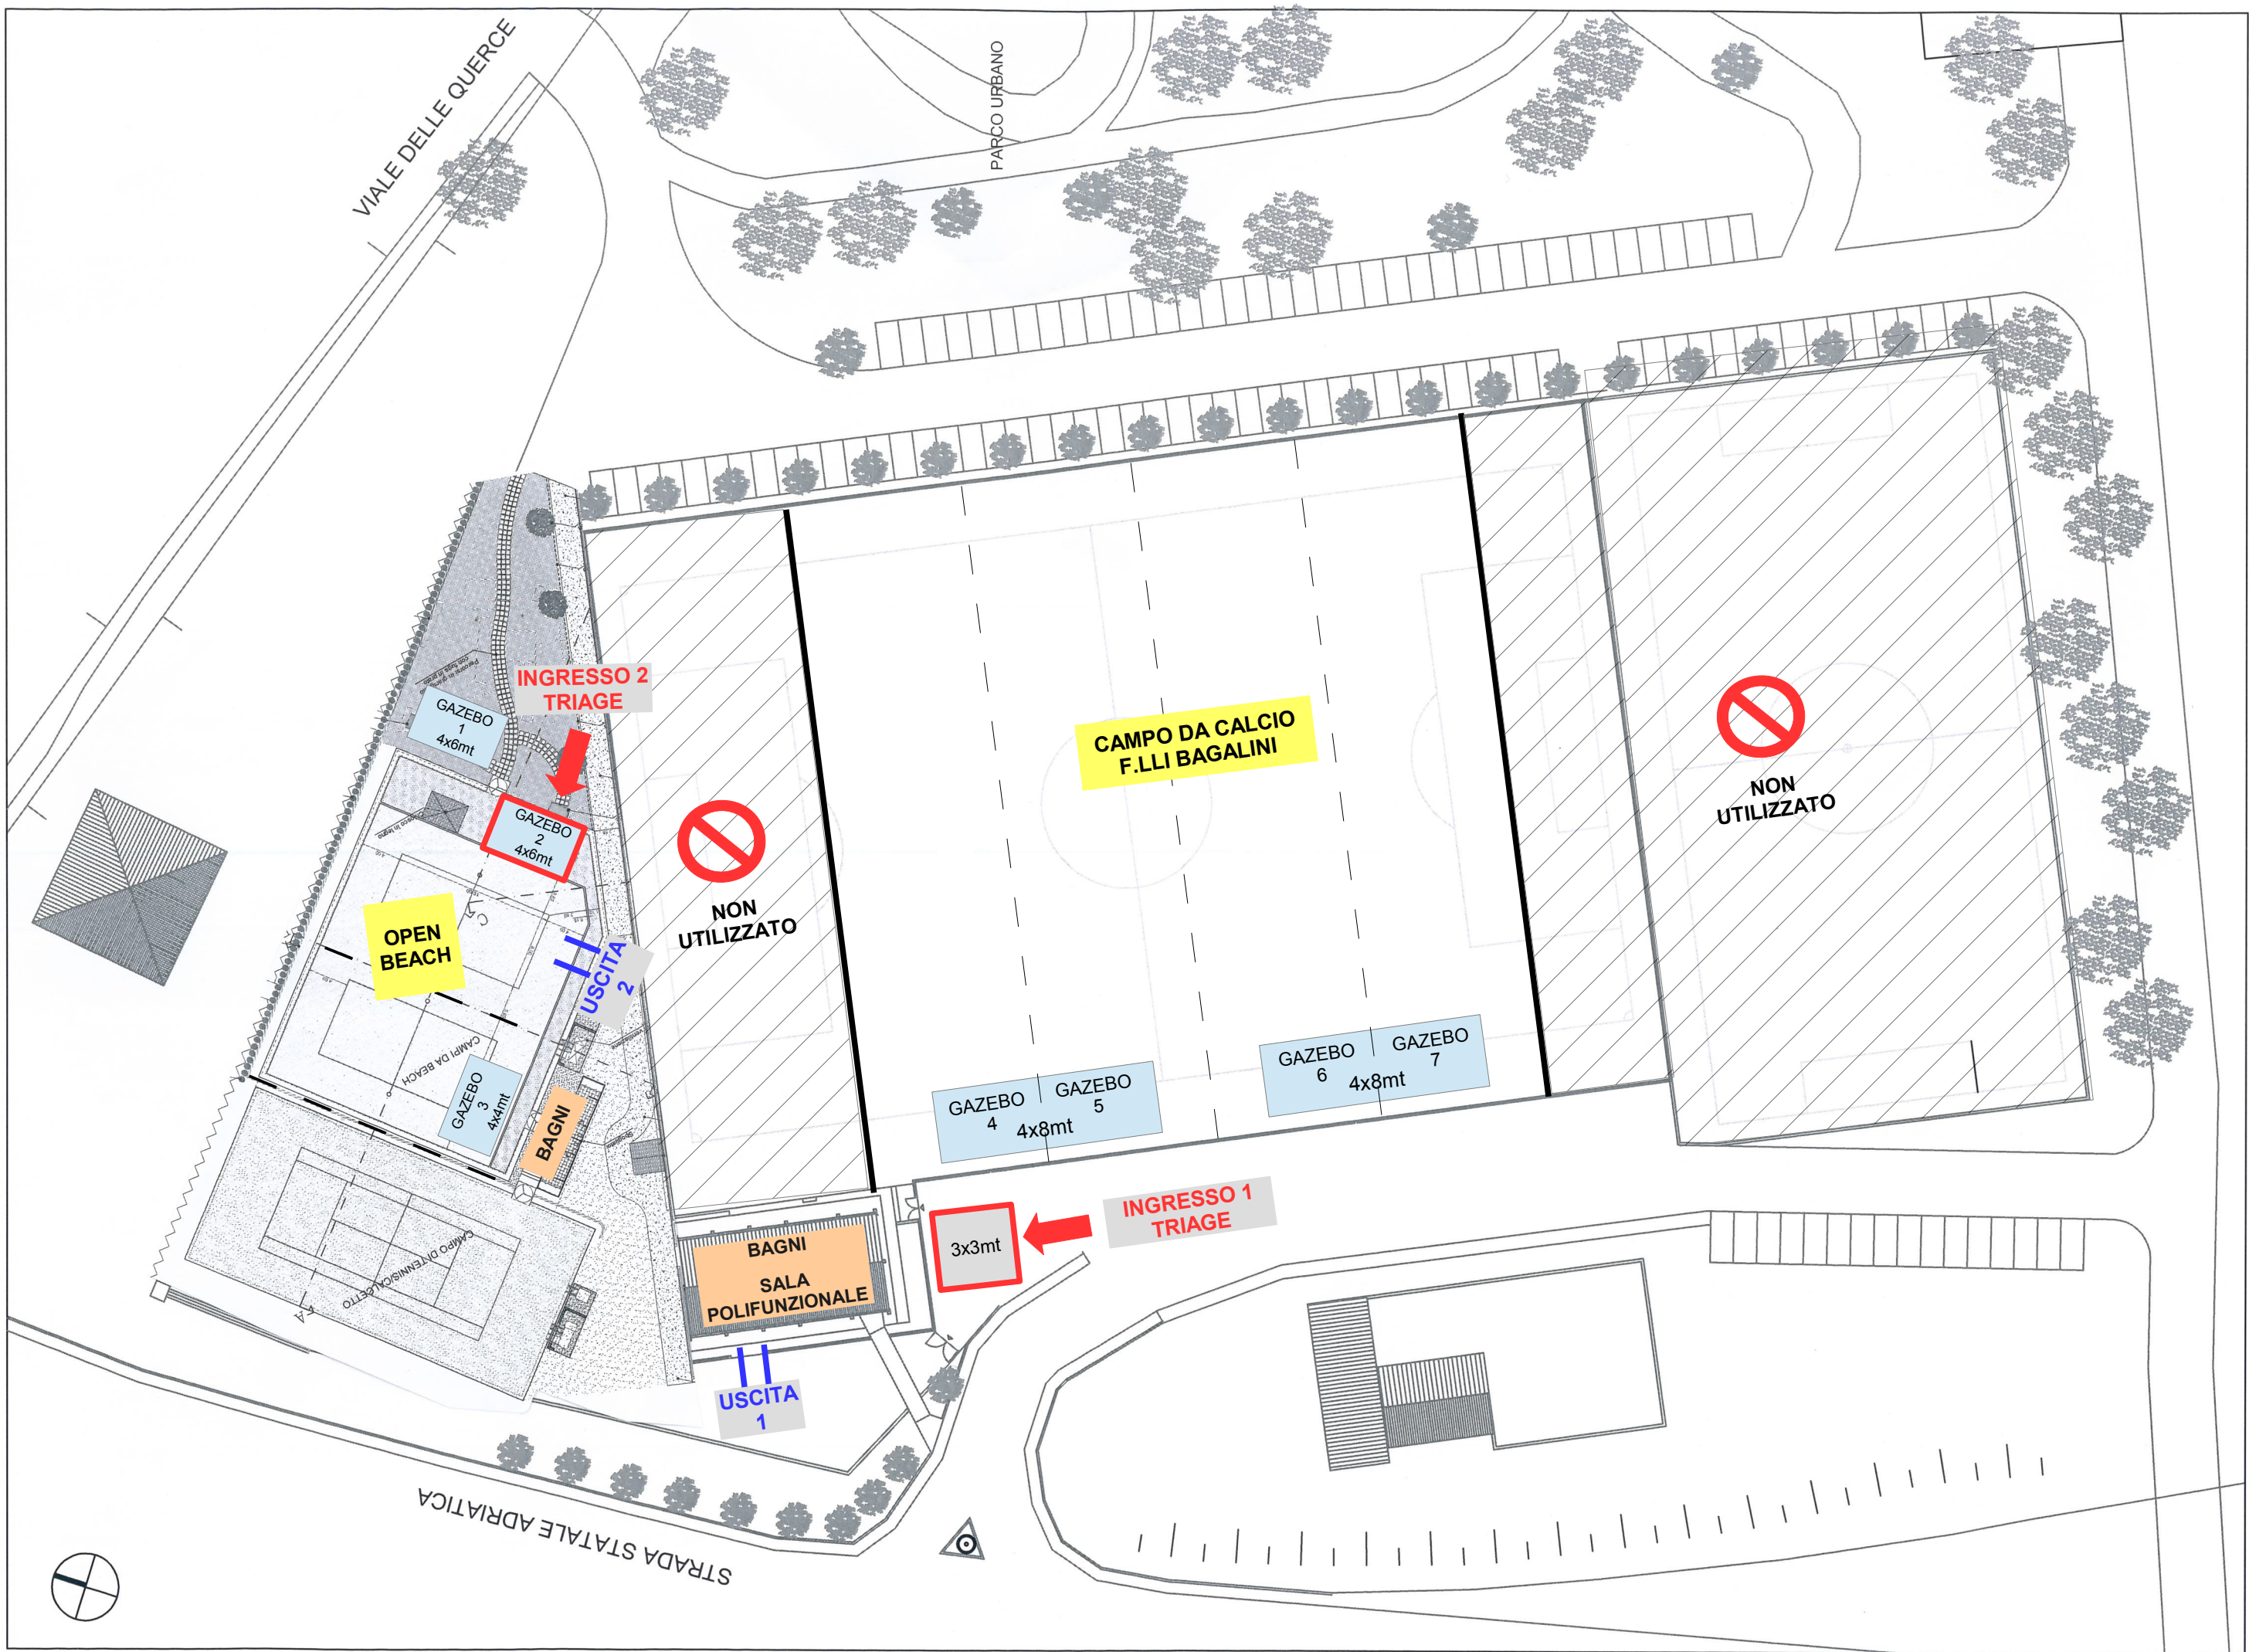 VIALE DELLE QUERCE
PARCO URBANO
INGRESSO 2
TRIAGE
GAZEBO
1
4x6mt
GAZEBO
2
4x6mt
OPEN
BEACH
USCITA
2
CAMPI DA BEACH
GAZEBO
3
4x4mt
BAGNI
CAMPO DI TENNIS/CALCETTO
NON
UTILIZZATO
CAMPO DA CALCIO
F.LLI BAGALINI
NON
UTILIZZATO
GAZEBO
4
GAZEBO
5
4x8mt
GAZEBO
6
GAZEBO
7
4x8mt
INGRESSO 1
TRIAGE
3x3mt
BAGNI
SALA
POLIFUNZIONALE
USCITA
1
STRADA STATALE ADRIATICA